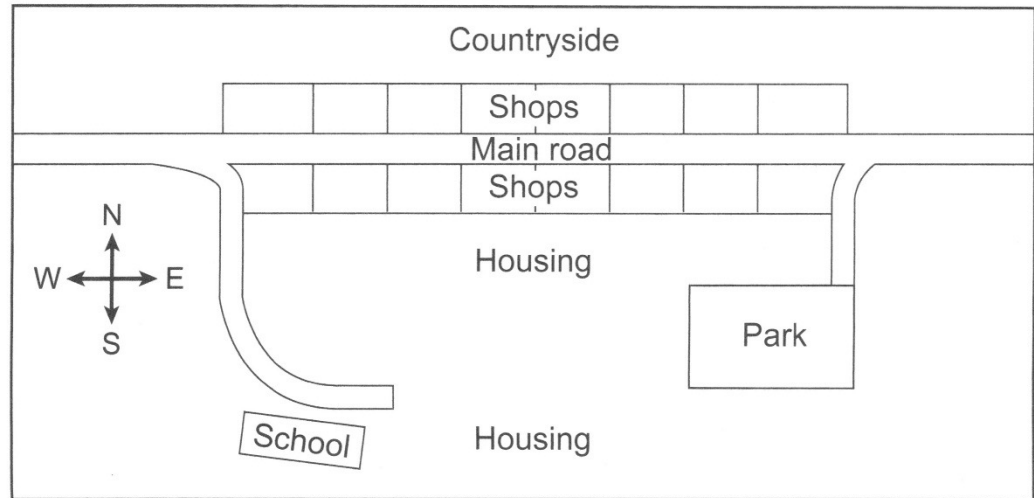 Countryside
Shops
Main road
Shops
N
W E
S
Housing
Park
School
Housing